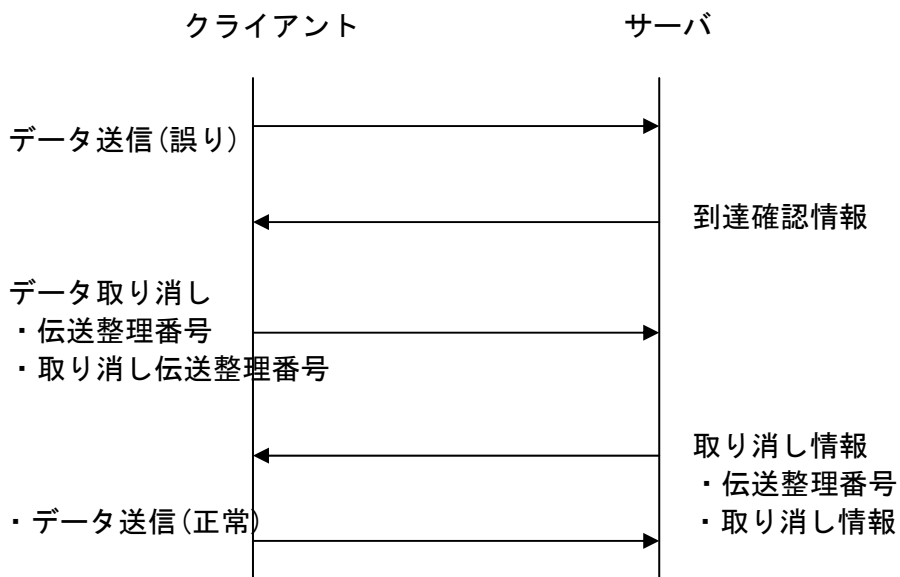 クライアント
サーバ
データ送信(誤り)
到達確認情報
データ取り消し
・伝送整理番号
・取り消し伝送整理番号
取り消し情報
・伝送整理番号
・取り消し情報
・データ送信(正常)